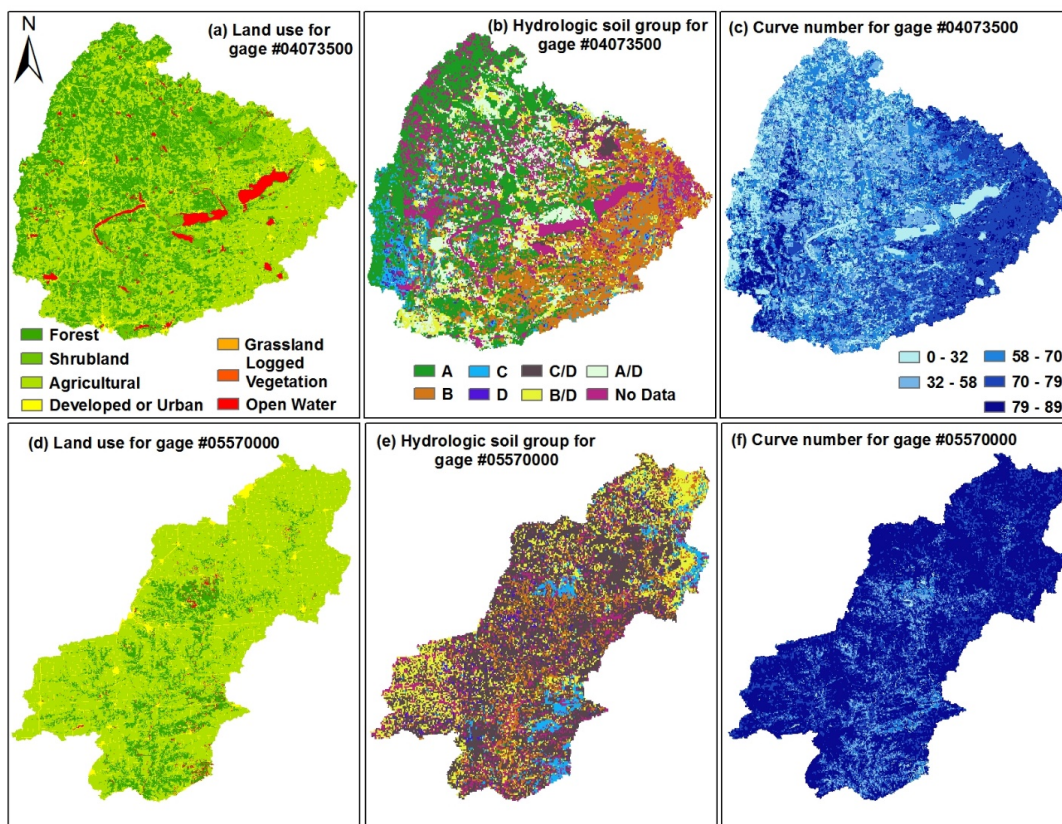 N
(a) Land use for
gage #04073500
Forest
Shrubland
Agricultural
Developed or Urban
Grassland
Logged
Vegetation
Open Water
(b) Hydrologic soil group for
gage #04073500
A
C
C/D
A/D
B
D
B/D
No Data
(c) Curve number for gage #04073500
0 - 32
58 - 70
32 - 58
70 - 79
79 - 89
(d) Land use for gage #05570000
(e) Hydrologic soil group for
gage #05570000
(f) Curve number for gage #05570000